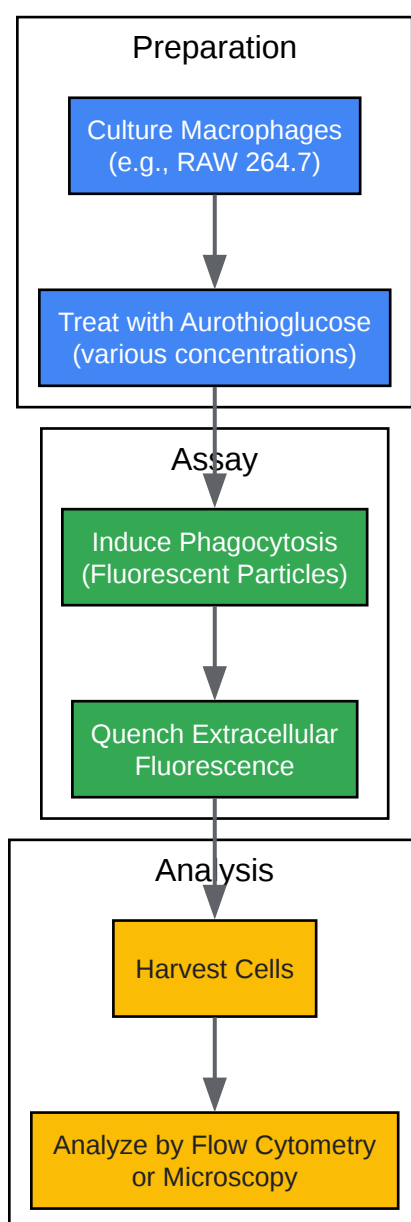 Preparation
Culture Macrophages
(e.g., RAW 264.7)
Treat with Aurothioglucose
(various concentrations)
Assay
Induce Phagocytosis
(Fluorescent Particles)
Quench Extracellular
Fluorescence
Analysis
Harvest Cells
Analyze by Flow Cytometry
or Microscopy